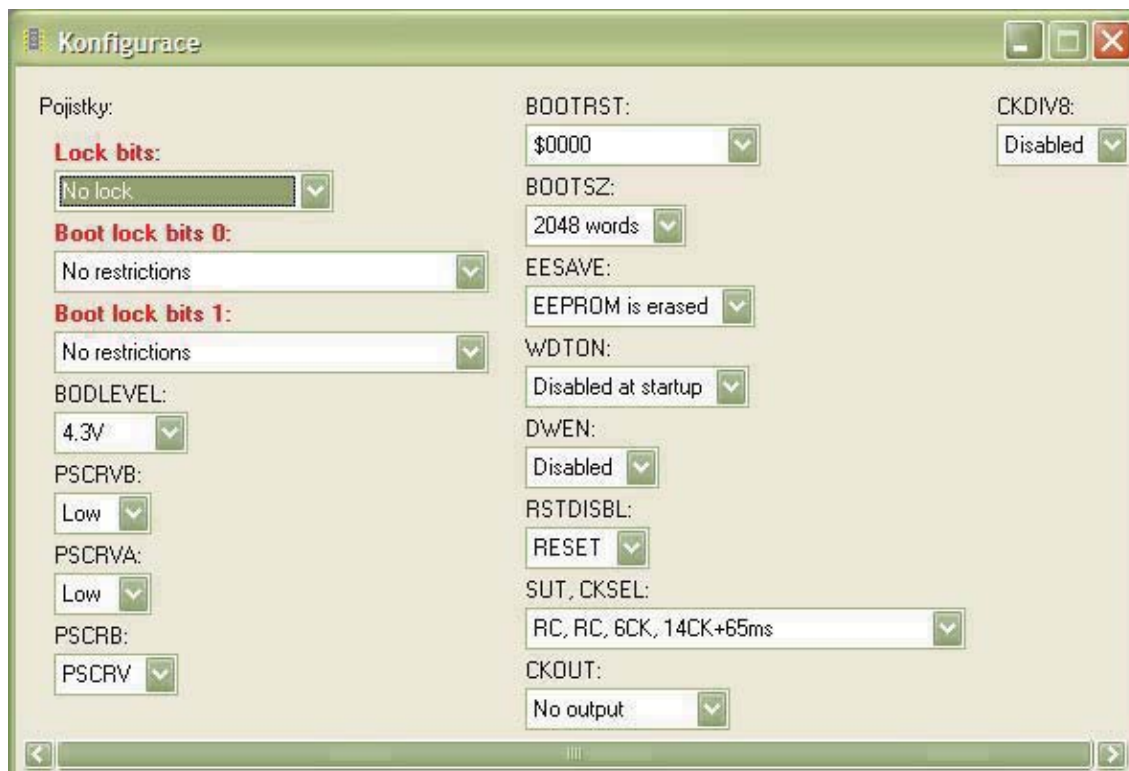 Konfigurace
Pojistky:
Lock bits:
No lock
Boot lock bits 0:
No restrictions
Boot lock bits 1:
No restrictions
BODLEVEL:
4.3V
PSCRVB:
Low
PSCRVA:
Low
PSCRB:
PSCRV
BOOTRST:
$0000
BOOTSZ:
2048 words
EESAVE:
EEPROM is erased
WDTON:
Disabled at startup
DWEN:
Disabled
RSTDISBL:
RESET
SUT, CKSEL:
RC, RC, 6CK, 14CK+65ms
CKOUT:
No output
CKDIV8:
Disabled